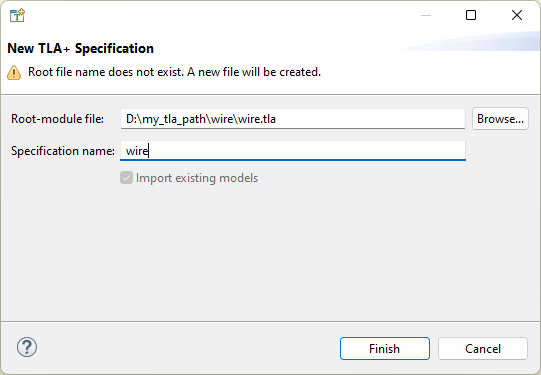 New TLA+ Specification
Root file name does not exist. A new file will be created.
Root-module file: D:\my_tla_path\wire\wire.tla Browse...
Specification name: wire
Import existing models
? Finish Cancel